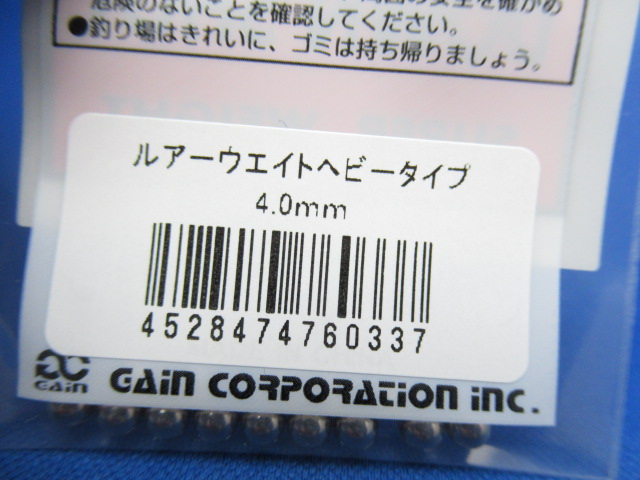 危険のないことを確認してください。
●釣り場はきれいに、ゴミは持ち帰りましょう。
ルアーウエイトヘビータイプ
4.0mm
4528474760337
GAIN
GAIN CORPORATION INC.